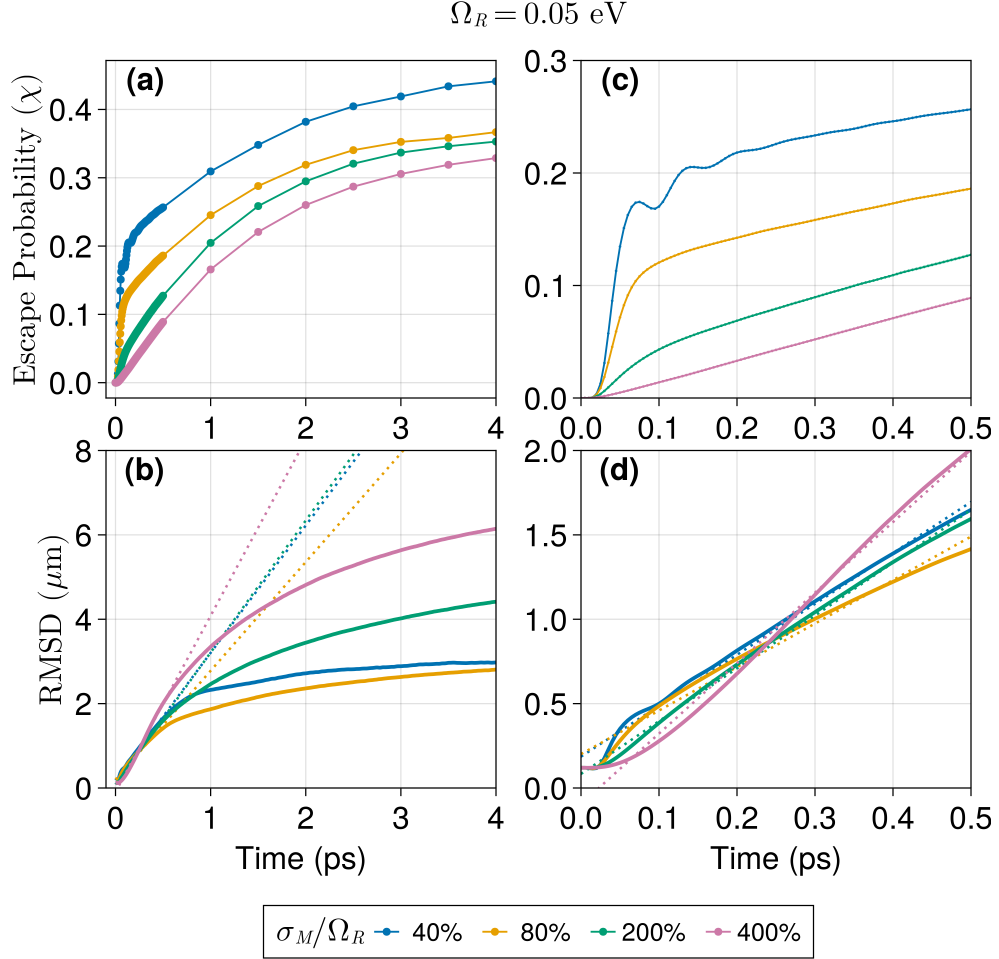 Ω_R = 0.05 eV
(a)
Escape Probability (χ)
0.4
0.3
0.2
0.1
0.0
0 1 2 3 4
(c)
0.3
0.2
0.1
0.0
0.0 0.1 0.2 0.3 0.4 0.5
(b)
RMSD (μm)
8
6
4
2
0
0 1 2 3 4
Time (ps)
(d)
2.0
1.5
1.0
0.5
0.0
0.0 0.1 0.2 0.3 0.4 0.5
Time (ps)
σ_M/Ω_R 40% 80% 200% 400%